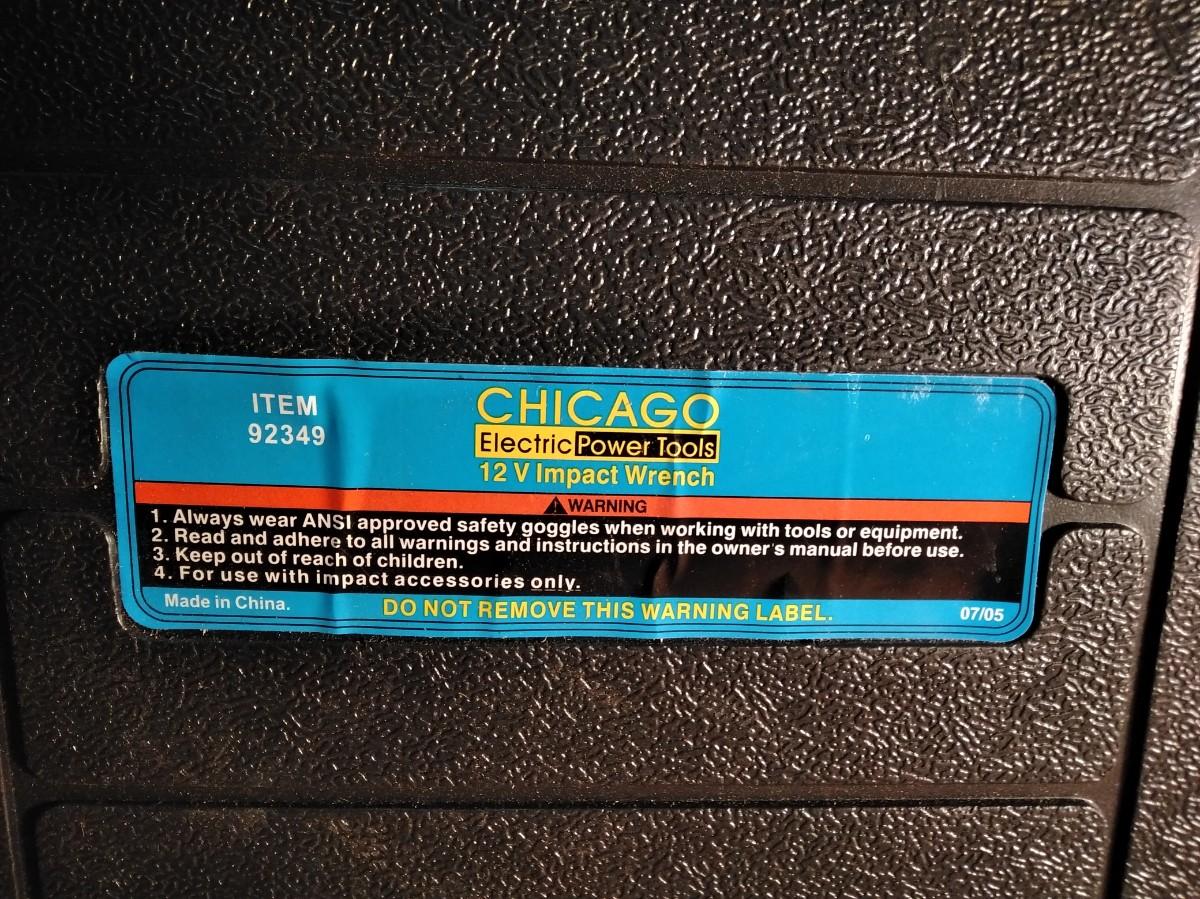 ITEM
92349
CHICAGO
Electric Power Tools
12 V Impact Wrench
WARNING
1. Always wear ANSI approved safety goggles when working with tools or equipment.
2. Read and adhere to all warnings and instructions in the owner's manual before use.
3. Keep out of reach of children.
4. For use with impact accessories only.
Made in China.
DO NOT REMOVE THIS WARNING LABEL.
07/05